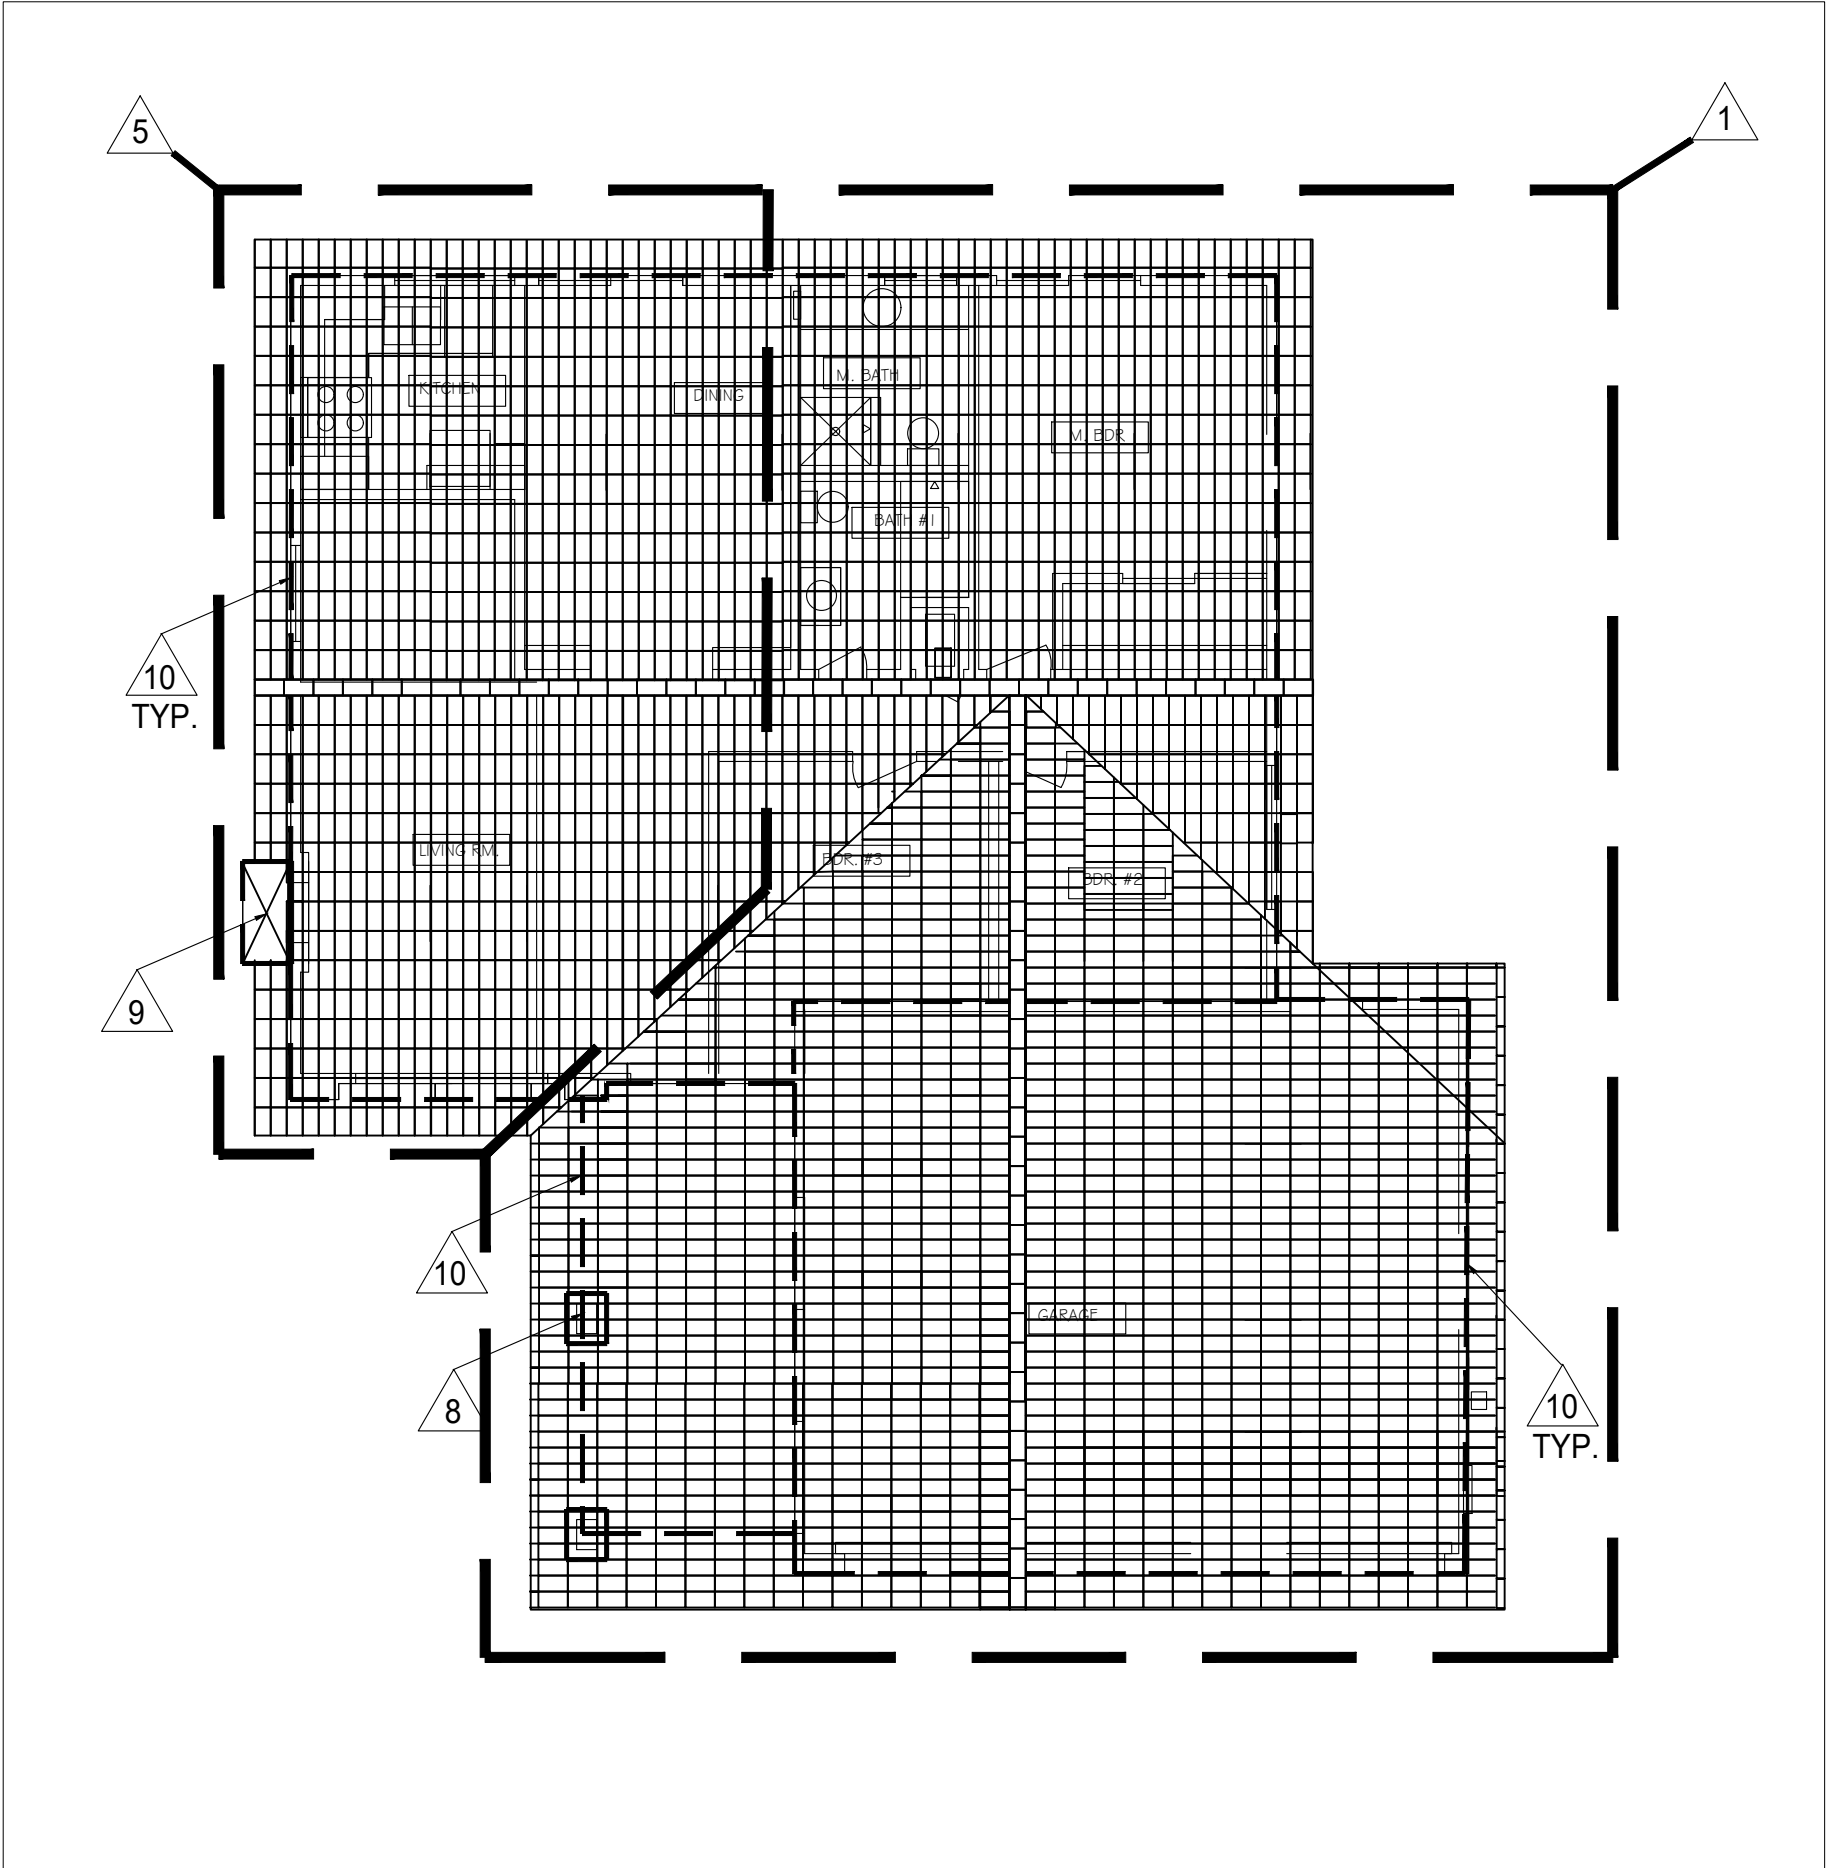 5
1
KITCHEN
DINING
M. BATH
M. BDR
BATH #1
10
TYP.
LIVING RM.
BDR. #3
BDR. #2
9
10
GARAGE
8
10
TYP.